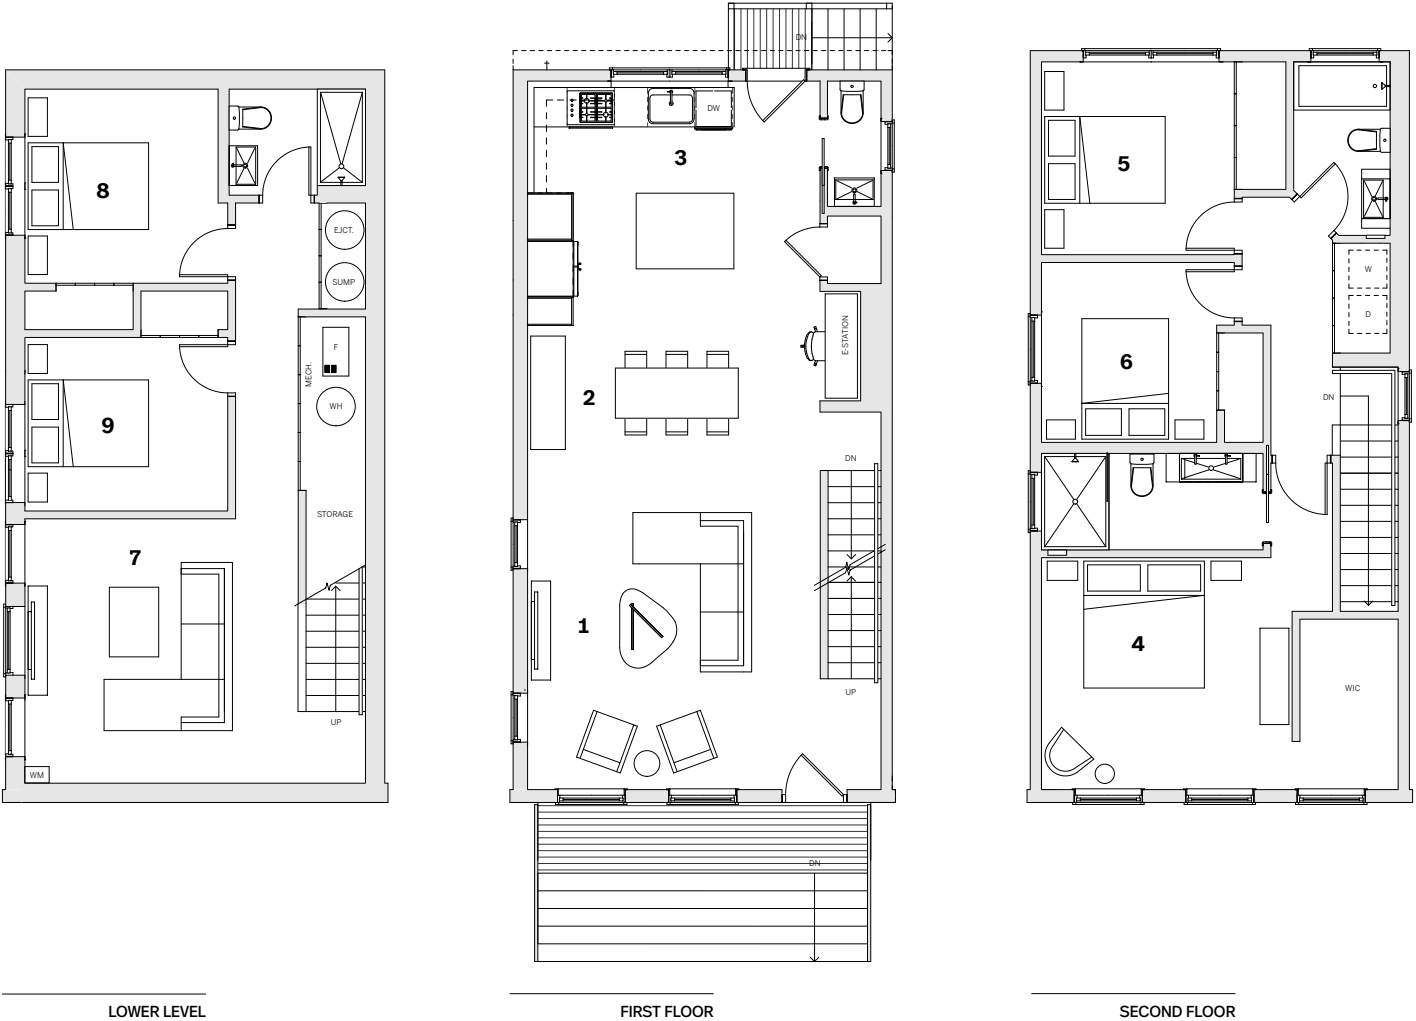 8
EJCT.
SUMP
MECH.
F
WH
9
STORAGE
7
UP
WM
LOWER LEVEL
DN
DW
3
E-STATION
2
DN
1
UP
DN
FIRST FLOOR
5
W
D
6
DN
4
WIC
SECOND FLOOR